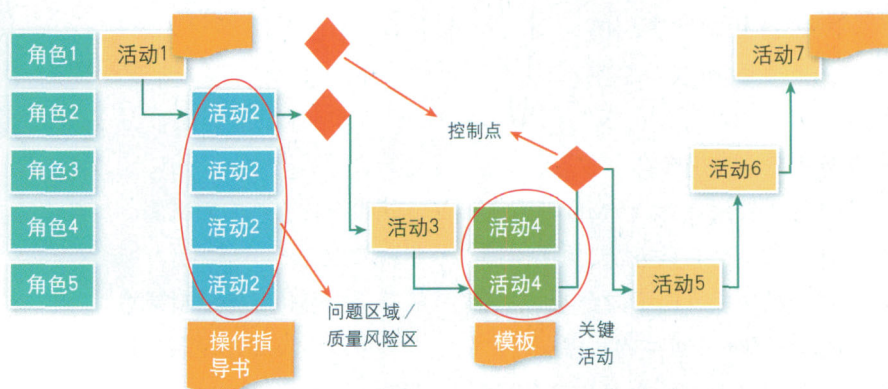 角色1
活动1
活动7
角色2
活动2
控制点
角色3
活动2
活动6
角色4
活动2
活动3
活动4
角色5
活动2
活动4
活动5
问题区域/
质量风险区
操作指
导书
模板
关键
活动